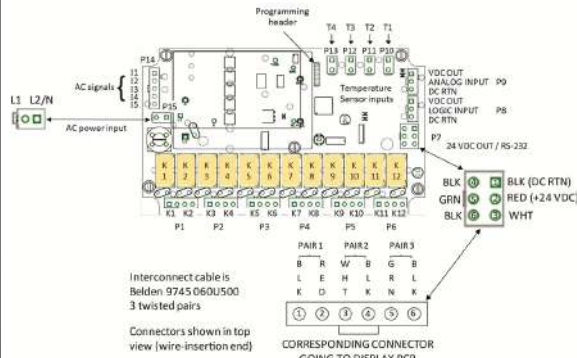 Programming
header
T4 T3 T2 T1
P13 P12 P11 P10
P14
I1
I2
I3
I4
I5
AC signals
P15
L1 L2/N
AC power input
Temperature
Sensor inputs
VDC OUT
ANALOG INPUT P9
DC RTN
VDC OUT
LOGIC INPUT P8
DC RTN
P7
24 VDC OUT / RS-232
K1 K2 K3 K4 K5 K6 K7 K8 K9 K10 K11 K12
K1 K2 K3 K4 K5 K6 K7 K8 K9 K10 K11 K12
P1 P2 P3 P4 P5 P6
BLK 4 1 BLK (DC RTN)
GRN 5 2 RED (+24 VDC)
BLK 6 3 WHT
PAIR 1 PAIR 2 PAIR 3
B R W B G B
L E H L R L
K D T K N K
1 2 3 4 5 6
Interconnect cable is
Belden 9745 060U500
3 twisted pairs
Connectors shown in top
view (wire-insertion end)
CORRESPONDING CONNECTOR
GOING TO DISPLAY PCB